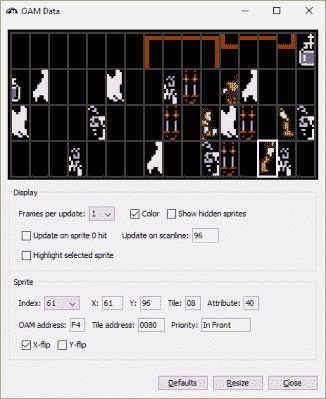 OAM Data
Display
Frames per update: 1 Color Show hidden sprites
Update on sprite 0 hit Update on scanline: 96
Highlight selected sprite
Sprite
Index: 61 X: 61 Y: 96 Tile: 08 Attribute: 40
OAM address: F4 Tile address: 0080 Priority: In Front
X-flip Y-flip
Defaults Resize Close